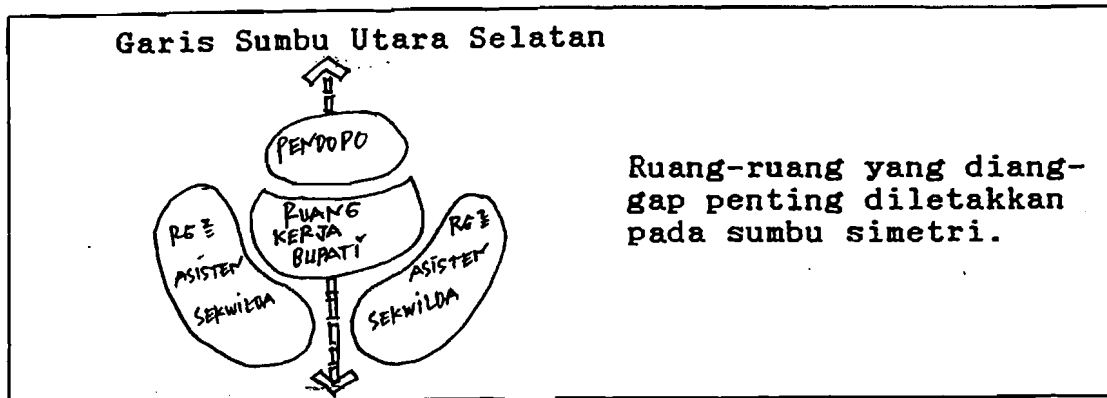 Garis Sumbu Utara Selatan
PENDOPO
RUANG
KERJA
BUPATI
ASISTEN
SEKWILDA
ASISTEN
SEKWILDA
Ruang-ruang yang diang-
gap penting diletakkan
pada sumbu simetri.